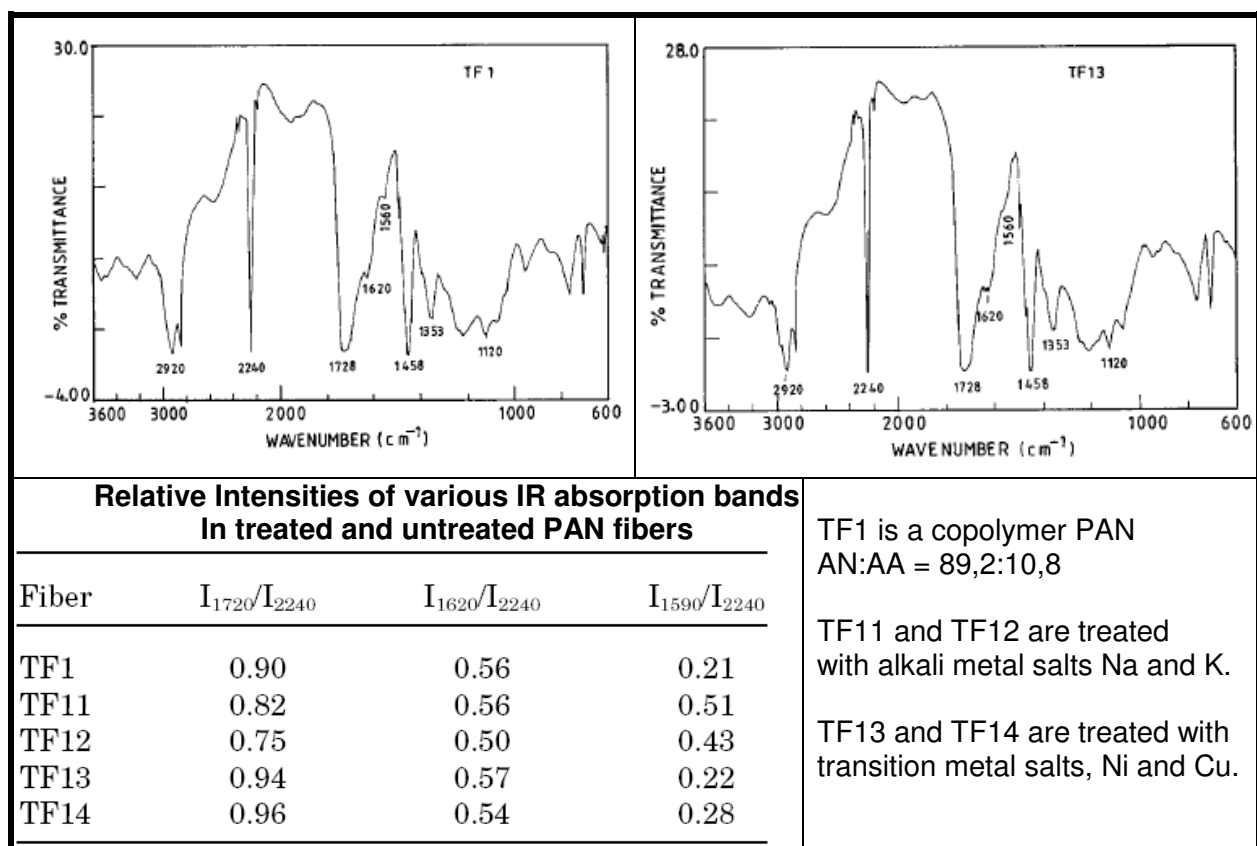 30.0
TF 1
% TRANSMITTANCE
1560
1620
1353
2920
2240
1728
1458
1120
-4.00
3600 3000 2000 1000 600
WAVENUMBER (cm⁻¹)
28.0
TF13
% TRANSMITTANCE
1560
1620
1353
2920
2240
1728
1458
1120
-3.00
3600 3000 2000 1000 600
WAVENUMBER (cm⁻¹)
Relative Intensities of various IR absorption bands
In treated and untreated PAN fibers
Fiber I₁₇₂₀/I₂₂₄₀ I₁₆₂₀/I₂₂₄₀ I₁₅₉₀/I₂₂₄₀
TF1 0.90 0.56 0.21
TF11 0.82 0.56 0.51
TF12 0.75 0.50 0.43
TF13 0.94 0.57 0.22
TF14 0.96 0.54 0.28
TF1 is a copolymer PAN
AN:AA = 89,2:10,8
TF11 and TF12 are treated
with alkali metal salts Na and K.
TF13 and TF14 are treated with
transition metal salts, Ni and Cu.